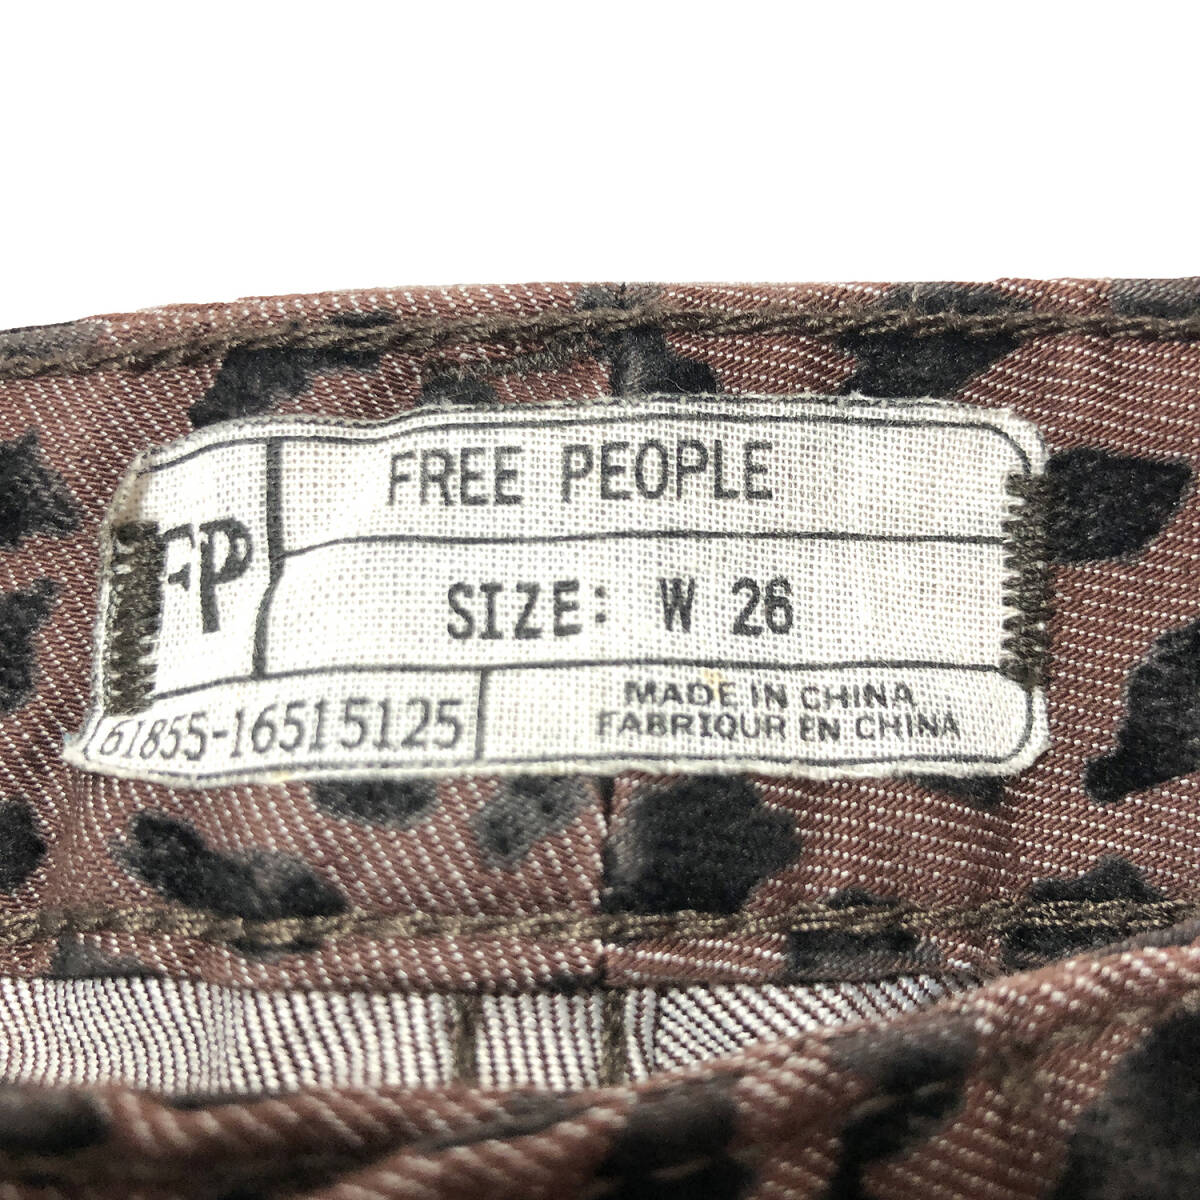 FREE PEOPLE
FP
SIZE: W 26
61855-16515125
MADE IN CHINA
FABRIQUR EN CHINA